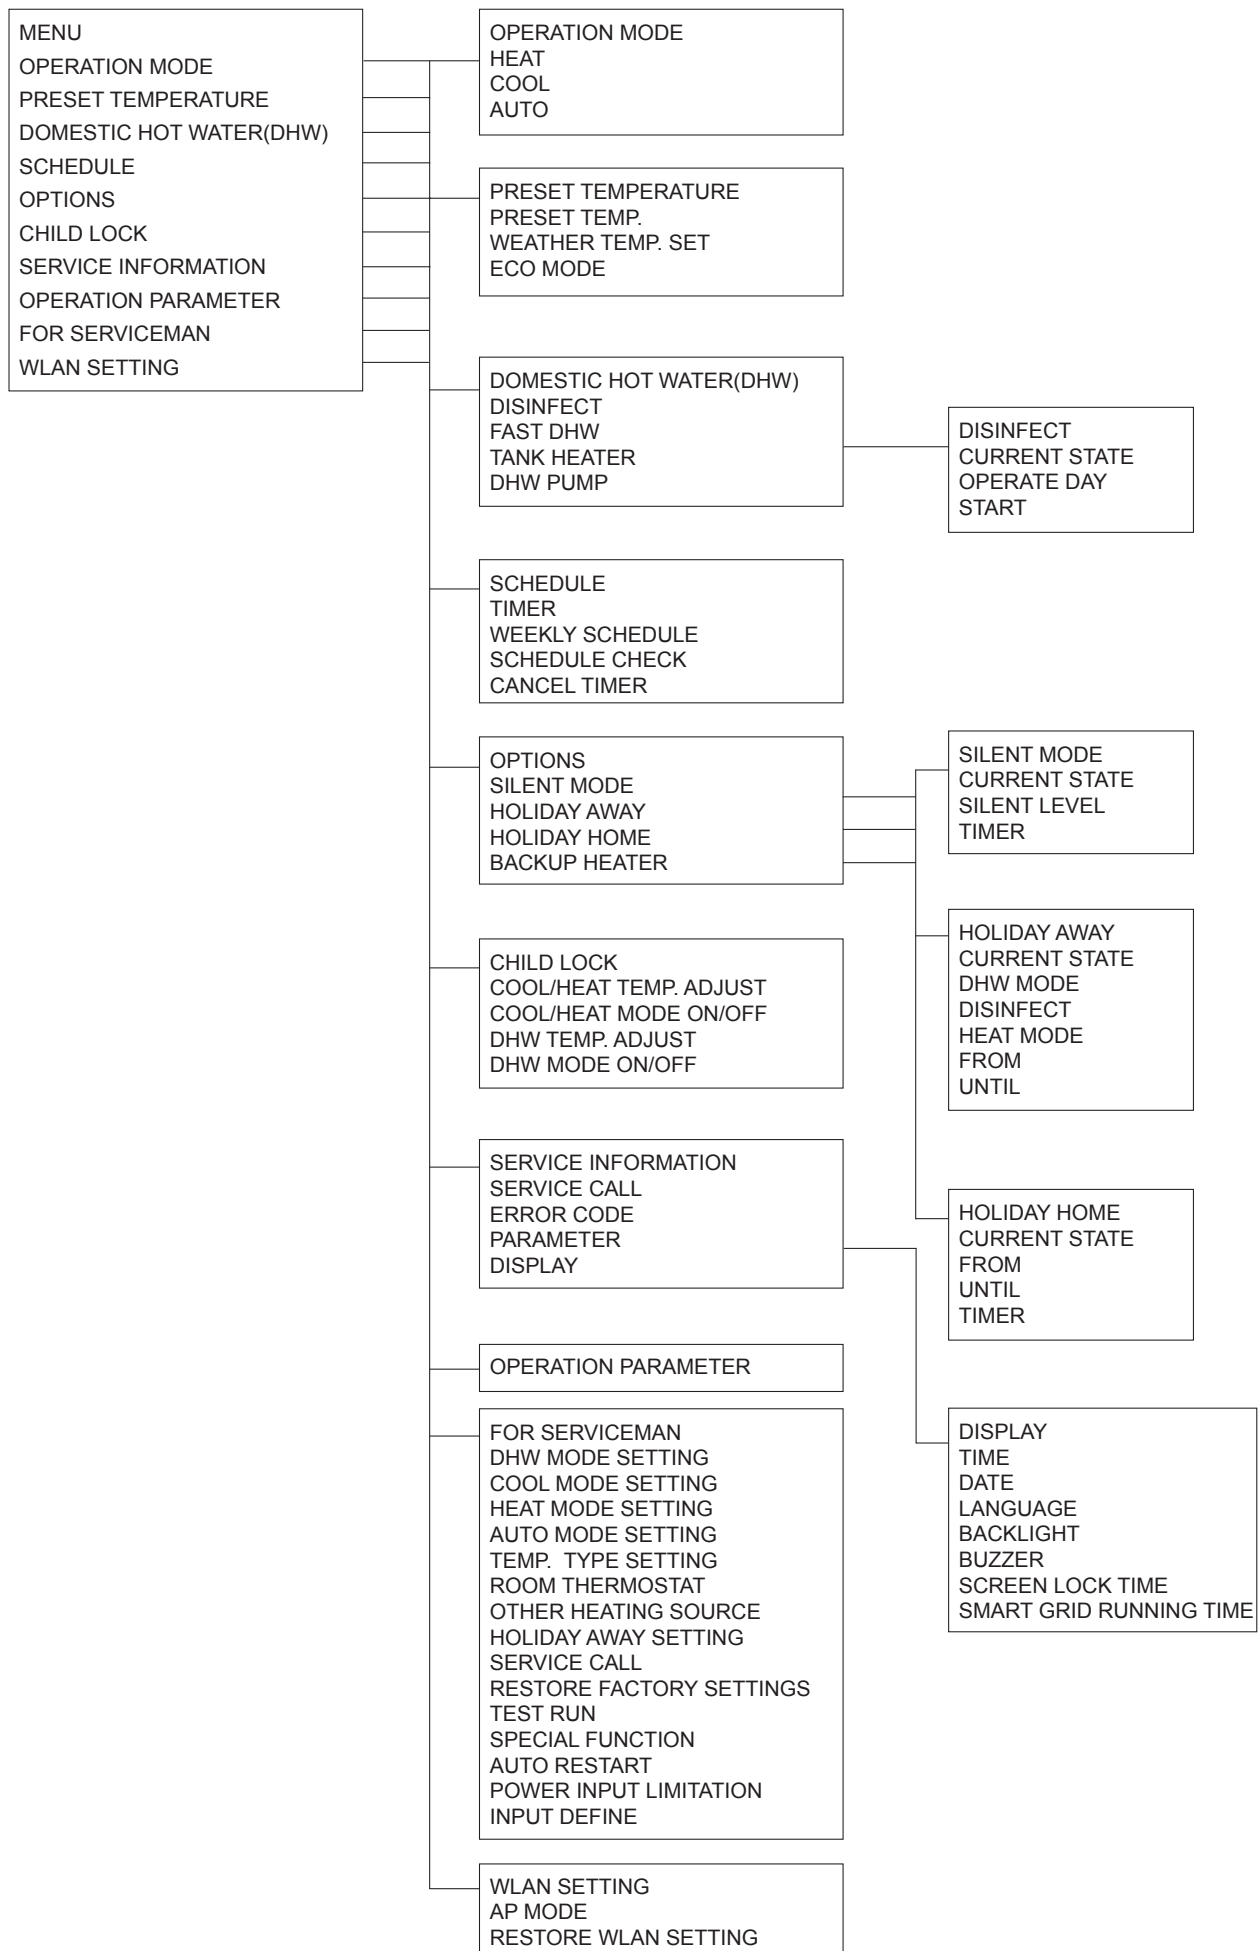 MENU
OPERATION MODE
PRESET TEMPERATURE
DOMESTIC HOT WATER(DHW)
SCHEDULE
OPTIONS
CHILD LOCK
SERVICE INFORMATION
OPERATION PARAMETER
FOR SERVICEMAN
WLAN SETTING
OPERATION MODE
HEAT
COOL
AUTO
PRESET TEMPERATURE
PRESET TEMP.
WEATHER TEMP. SET
ECO MODE
DOMESTIC HOT WATER(DHW)
DISINFECT
FAST DHW
TANK HEATER
DHW PUMP
DISINFECT
CURRENT STATE
OPERATE DAY
START
SCHEDULE
TIMER
WEEKLY SCHEDULE
SCHEDULE CHECK
CANCEL TIMER
OPTIONS
SILENT MODE
HOLIDAY AWAY
HOLIDAY HOME
BACKUP HEATER
SILENT MODE
CURRENT STATE
SILENT LEVEL
TIMER
HOLIDAY AWAY
CURRENT STATE
DHW MODE
DISINFECT
HEAT MODE
FROM
UNTIL
HOLIDAY HOME
CURRENT STATE
FROM
UNTIL
TIMER
CHILD LOCK
COOL/HEAT TEMP. ADJUST
COOL/HEAT MODE ON/OFF
DHW TEMP. ADJUST
DHW MODE ON/OFF
SERVICE INFORMATION
SERVICE CALL
ERROR CODE
PARAMETER
DISPLAY
DISPLAY
TIME
DATE
LANGUAGE
BACKLIGHT
BUZZER
SCREEN LOCK TIME
SMART GRID RUNNING TIME
OPERATION PARAMETER
FOR SERVICEMAN
DHW MODE SETTING
COOL MODE SETTING
HEAT MODE SETTING
AUTO MODE SETTING
TEMP. TYPE SETTING
ROOM THERMOSTAT
OTHER HEATING SOURCE
HOLIDAY AWAY SETTING
SERVICE CALL
RESTORE FACTORY SETTINGS
TEST RUN
SPECIAL FUNCTION
AUTO RESTART
POWER INPUT LIMITATION
INPUT DEFINE
WLAN SETTING
AP MODE
RESTORE WLAN SETTING